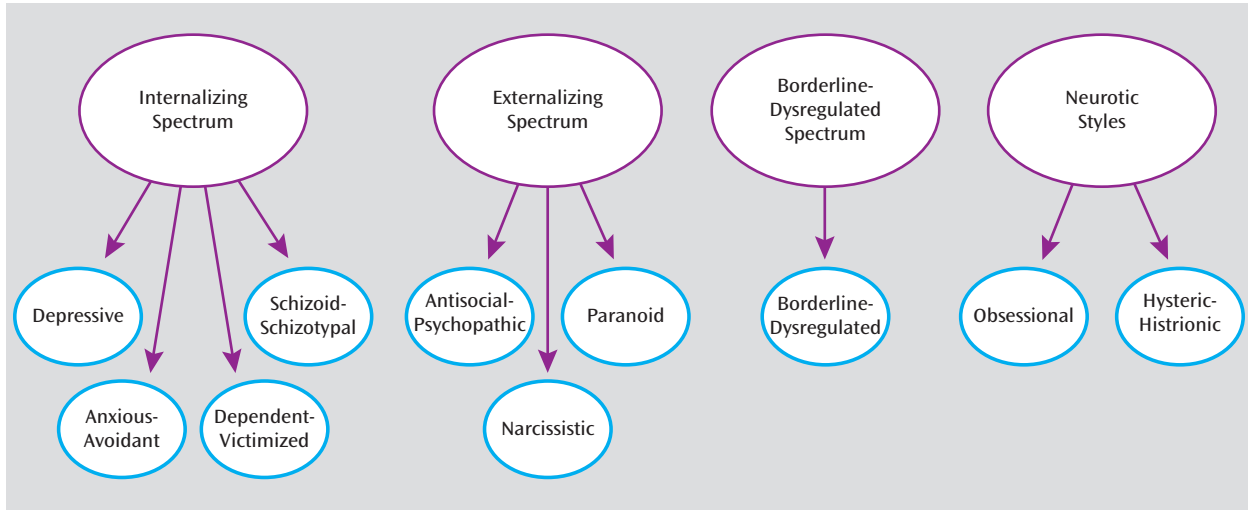 Internalizing
Spectrum
Externalizing
Spectrum
Borderline-
Dysregulated
Spectrum
Neurotic
Styles
Depressive
Schizoid-
Schizotypal
Antisocial-
Psychopathic
Paranoid
Borderline-
Dysregulated
Obsessional
Hysteric-
Histrionic
Anxious-
Avoidant
Dependent-
Victimized
Narcissistic